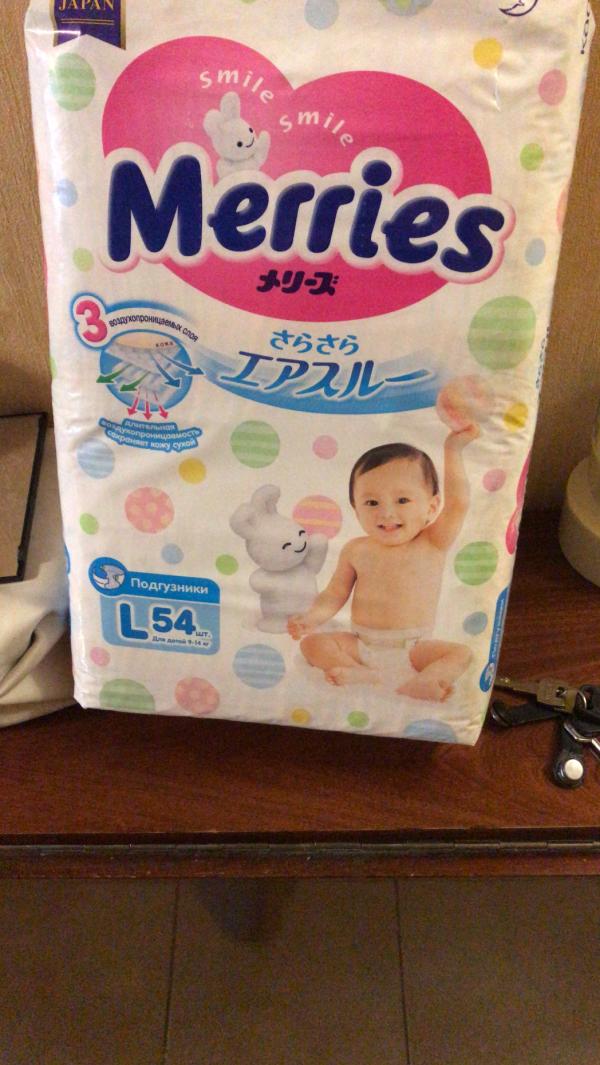 JAPAN
smile smile
Merries
メリーズ
3 воздухопроницаемых слоя
さらさら
エアスルー
длительная
воздухопроницаемость
сохраняет кожу сухой
Подгузники
L 54 шт.
Для детей 9-14 кг